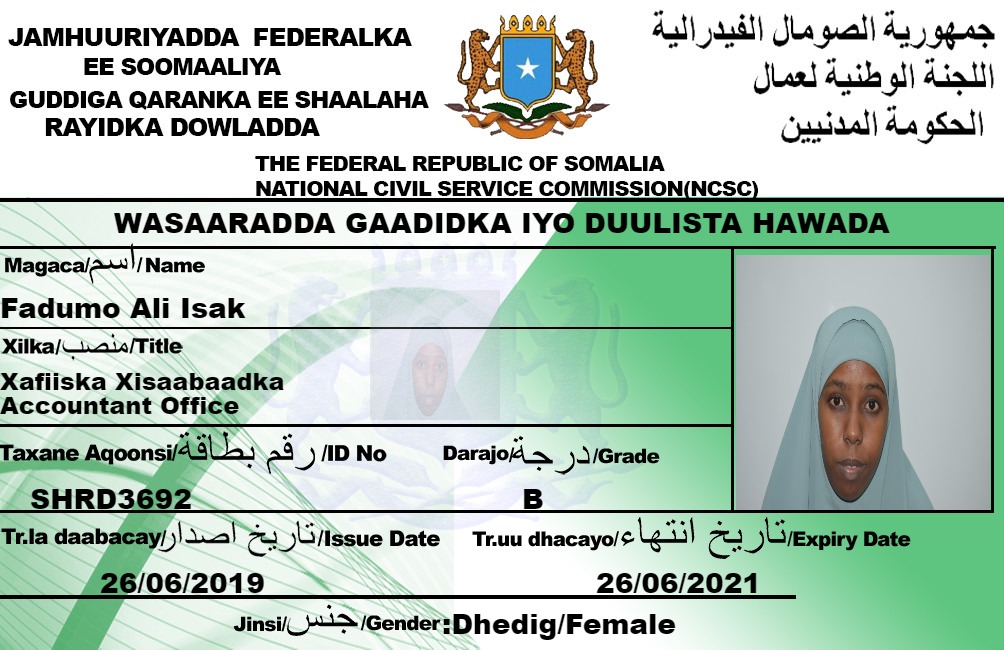 JAMHUURIYADDA FEDERALKA
EE SOOMAALIYA
GUDDIGA QARANKA EE SHAALAHA
RAYIDKA DOWLADDA
جمهورية الصومال الفيدرالية
اللجنة الوطنية لعمال
الحكومة المدنيين
THE FEDERAL REPUBLIC OF SOMALIA
NATIONAL CIVIL SERVICE COMMISSION(NCSC)
WASAARADDA GAADIDKA IYO DUULISTA HAWADA
Magaca/اسم/Name
Fadumo Ali Isak
Xilka/منصب/Title
Xafiiska Xisaabaadka
Accountant Office
Taxane Aqoonsi/رقم بطاقة/ID No
Darajo/درجة/Grade
SHRD3692
B
Tr.la daabacay/تاريخ اصدار/Issue Date
Tr.uu dhacayo/تاريخ انتهاء/Expiry Date
26/06/2019
26/06/2021
Jinsi/جنس/Gender:Dhedig/Female